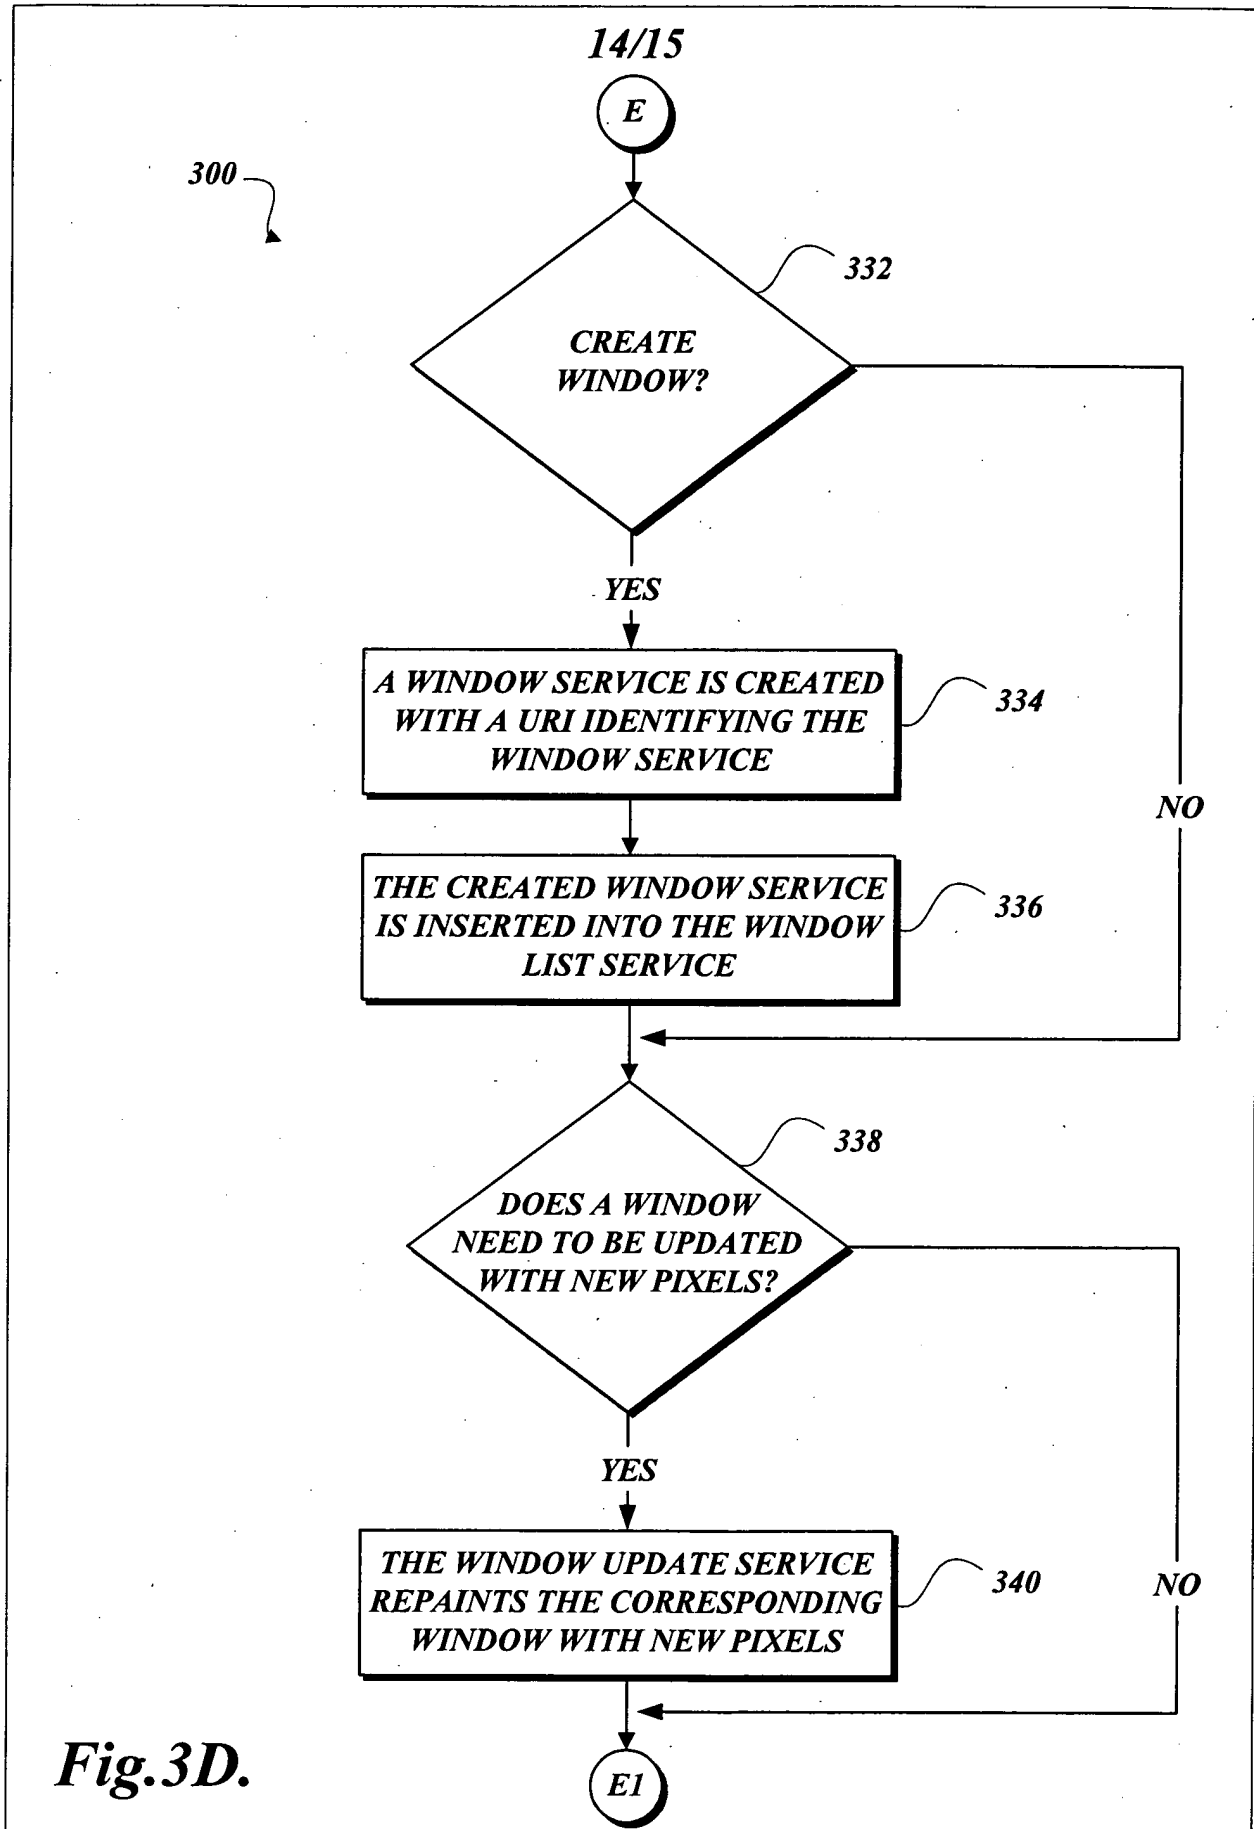 14/15
E
300
332
CREATE
WINDOW?
YES
A WINDOW SERVICE IS CREATED
WITH A URI IDENTIFYING THE
WINDOW SERVICE
334
NO
THE CREATED WINDOW SERVICE
IS INSERTED INTO THE WINDOW
LIST SERVICE
336
338
DOES A WINDOW
NEED TO BE UPDATED
WITH NEW PIXELS?
YES
THE WINDOW UPDATE SERVICE
REPAINTS THE CORRESPONDING
WINDOW WITH NEW PIXELS
340
NO
Fig.3D.
E1